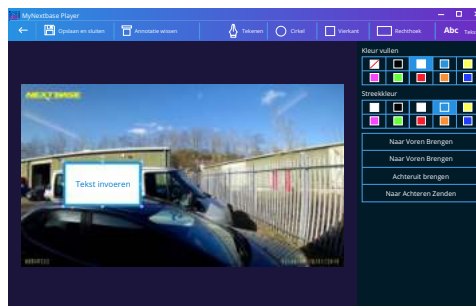 MyNextbase Player
Opslaan en sluiten
Annotatie wissen
Tekenen
Cirkel
Vierkant
Rechthoek
Abc
Kleur vullen
Streekkleur
Naar Voren Brengen
Naar Voren Brengen
Achteruit brengen
Naar Achteren Zenden
NEXTBASE
Tekst invoeren